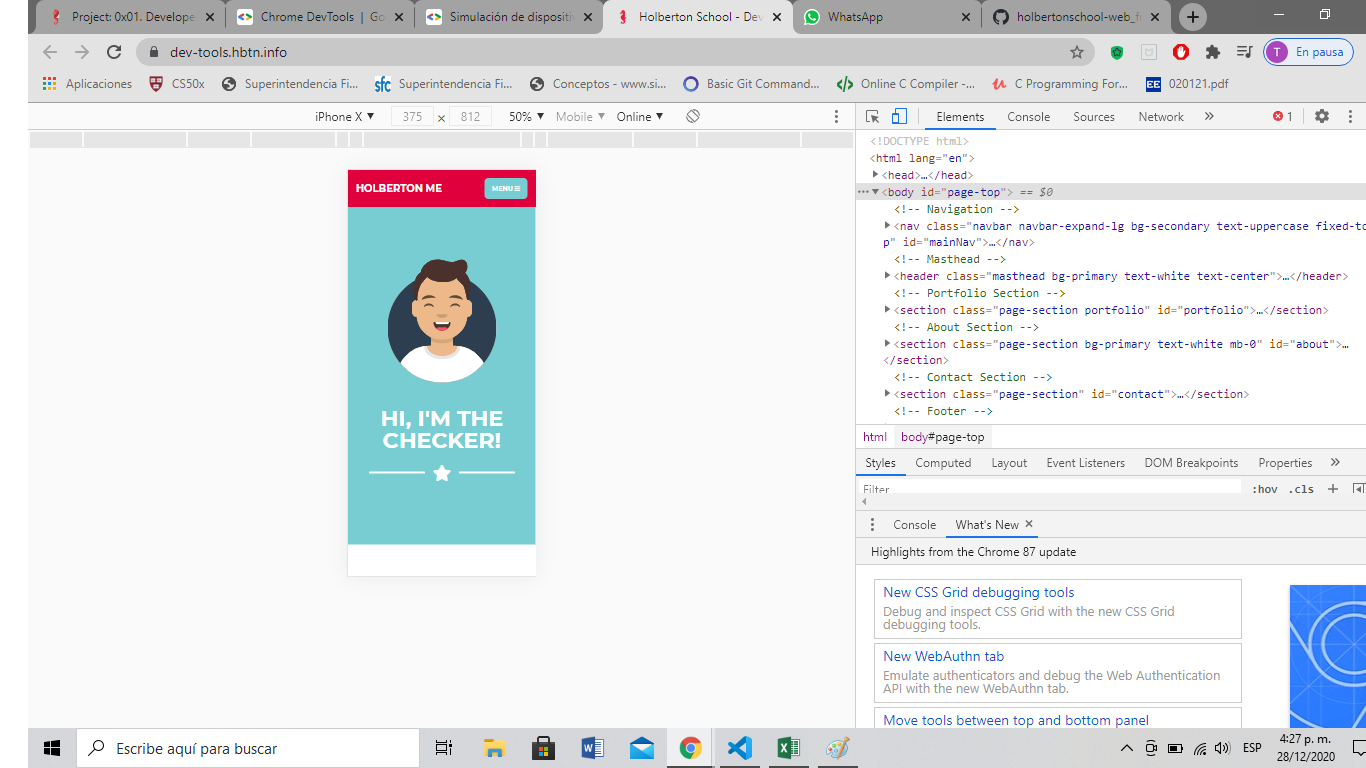 Project: 0x01. Develope
Chrome DevTools | Go
Simulación de dispositi
Holberton School - Dev
WhatsApp
holbertonschool-web_f
dev-tools.hbtn.info
T
En pausa
Aplicaciones
CS50x
Superintendencia Fi...
sfc
Superintendencia Fi...
Conceptos - www.si...
Basic Git Command...
Online C Compiler -...
C Programming For...
EE
020121.pdf
iPhone X ▼
375 × 812
50% ▼
Mobile ▼
Online ▼
Elements
Console
Sources
Network
»
1
HOLBERTON ME
MENU
HI, I'M THE
CHECKER!
<!DOCTYPE html>
<html lang="en">
▶<head>…</head>
…▼<body id="page-top"> == $0
<!-- Navigation -->
▶<nav class="navbar navbar-expand-lg bg-secondary text-uppercase fixed-to
p" id="mainNav">…</nav>
<!-- Masthead -->
▶<header class="masthead bg-primary text-white text-center">…</header>
<!-- Portfolio Section -->
▶<section class="page-section portfolio" id="portfolio">…</section>
<!-- About Section -->
▶<section class="page-section bg-primary text-white mb-0" id="about">…
</section>
<!-- Contact Section -->
▶<section class="page-section" id="contact">…</section>
<!-- Footer -->
html
body#page-top
Styles
Computed
Layout
Event Listeners
DOM Breakpoints
Properties
»
Filter
:hov
.cls
+
Console
What's New ×
Highlights from the Chrome 87 update
New CSS Grid debugging tools
Debug and inspect CSS Grid with the new CSS Grid
debugging tools.
New WebAuthn tab
Emulate authenticators and debug the Web Authentication
API with the new WebAuthn tab.
Move tools between top and bottom panel
Escribe aquí para buscar
ESP
4:27 p. m.
28/12/2020